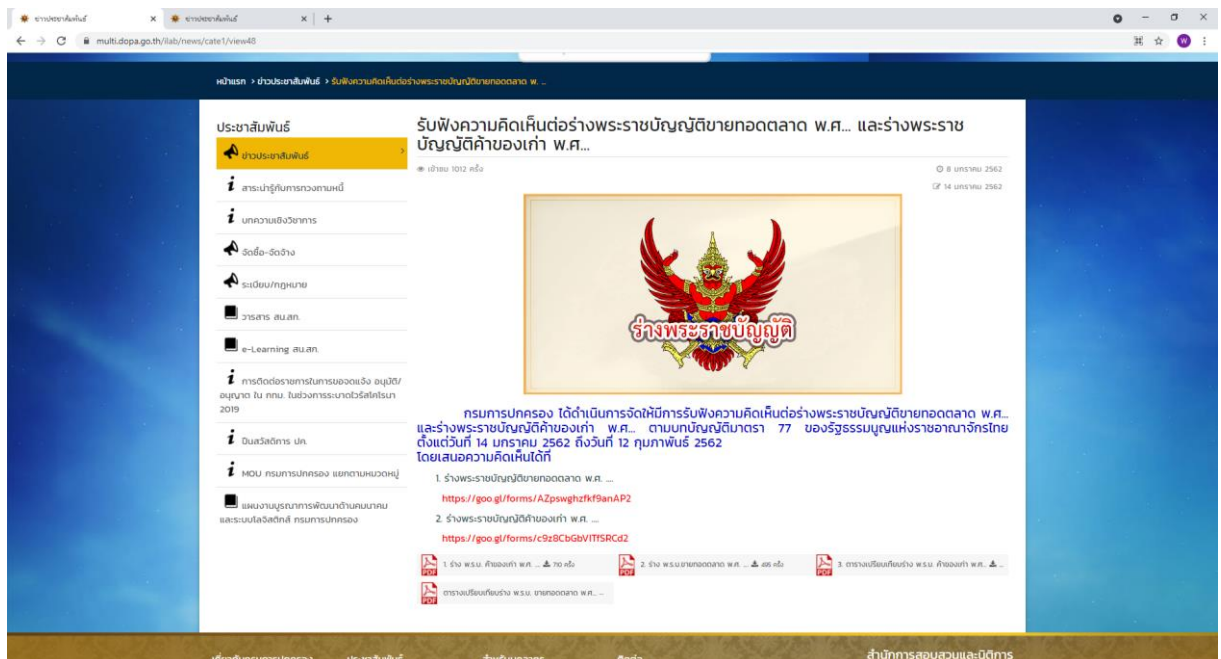 ข่าวประชาสัมพันธ์
ข่าวประชาสัมพันธ์
multi.dopa.go.th/ilab/news/cate1/view48
W
หน้าแรก > ข่าวประชาสัมพันธ์ > รับฟังความคิดเห็นต่อร่างพระราชบัญญัติขายทอดตลาด พ. ...
ประชาสัมพันธ์
ข่าวประชาสัมพันธ์
สาระน่ารู้กับการทวงถามหนี้
บทความเชิงวิชาการ
จัดซื้อ-จัดจ้าง
ระเบียบ/กฎหมาย
วารสาร สน.สก.
e-Learning สน.สก.
การติดต่อราชการในการขอจดแจ้ง อนุมัติ/
อนุญาต ใน กทม. ในช่วงการระบาดไวรัสโคโรนา
2019
ปืนสวัสดิการ ปค.
MOU กรมการปกครอง แยกตามหมวดหมู่
แผนงานบูรณาการพัฒนาด้านคมนาคม
และระบบโลจิสติกส์ กรมการปกครอง
รับฟังความคิดเห็นต่อร่างพระราชบัญญัติขายทอดตลาด พ.ศ... และร่างพระราช
บัญญัติค้าของเก่า พ.ศ...
เข้าชม 1012 ครั้ง
8 มกราคม 2562
14 มกราคม 2562
ร่างพระราชบัญญัติ
กรมการปกครอง ได้ดำเนินการจัดให้มีการรับฟังความคิดเห็นต่อร่างพระราชบัญญัติขายทอดตลาด พ.ศ...
และร่างพระราชบัญญัติค้าของเก่า พ.ศ... ตามบทบัญญัติมาตรา 77 ของรัฐธรรมนูญแห่งราชอาณาจักรไทย
ตั้งแต่วันที่ 14 มกราคม 2562 ถึงวันที่ 12 กุมภาพันธ์ 2562
โดยเสนอความคิดเห็นได้ที่
1. ร่างพระราชบัญญัติขายทอดตลาด พ.ศ. ....
https://goo.gl/forms/AZpswghzfkf9anAP2
2. ร่างพระราชบัญญัติค้าของเก่า พ.ศ. ....
https://goo.gl/forms/c9z8CbGbVITfSRCd2
PDF 1. ร่าง พ.ร.บ. ค้าของเก่า พ.ศ. ... 710 ครั้ง
PDF 2. ร่าง พ.ร.บ.ขายทอดตลาด พ.ศ. ... 495 ครั้ง
PDF 3. ตารางเปรียบเทียบร่าง พ.ร.บ. ค้าของเก่า พ.ศ.. ...
PDF ตารางเปรียบเทียบร่าง พ.ร.บ. ขายทอดตลาด พ.ศ... ...
สำนักการสอบสวนและนิติการ